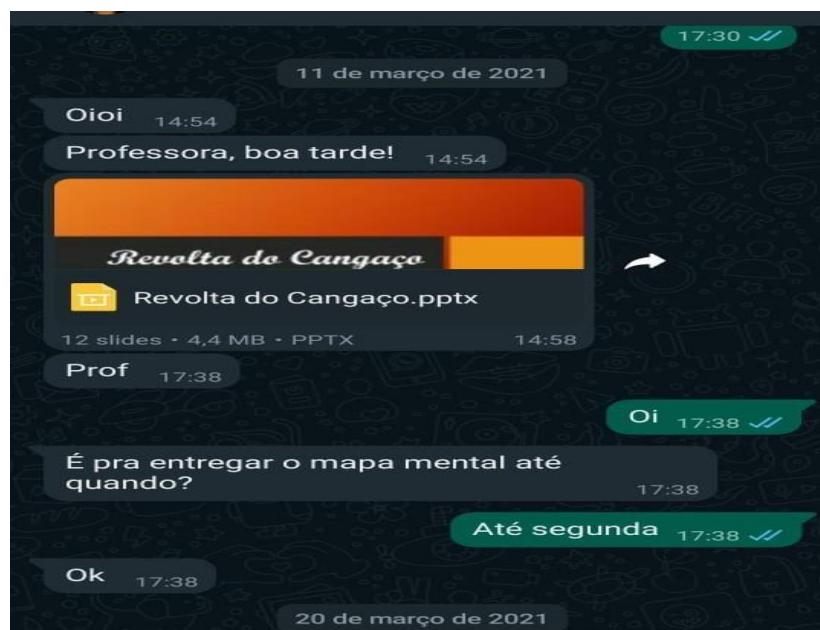 17:30
11 de março de 2021
Oioi 14:54
Professora, boa tarde! 14:54
Revolta do Cangaço
Revolta do Cangaço.pptx
12 slides • 4,4 MB • PPTX 14:58
Prof 17:38
Oi 17:38
É pra entregar o mapa mental até
quando? 17:38
Até segunda 17:38
Ok 17:38
20 de março de 2021